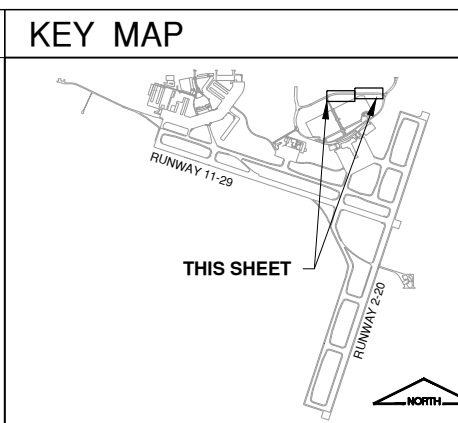 KEY MAP
RUNWAY 11-29
THIS SHEET
RUNWAY 2-20
NORTH